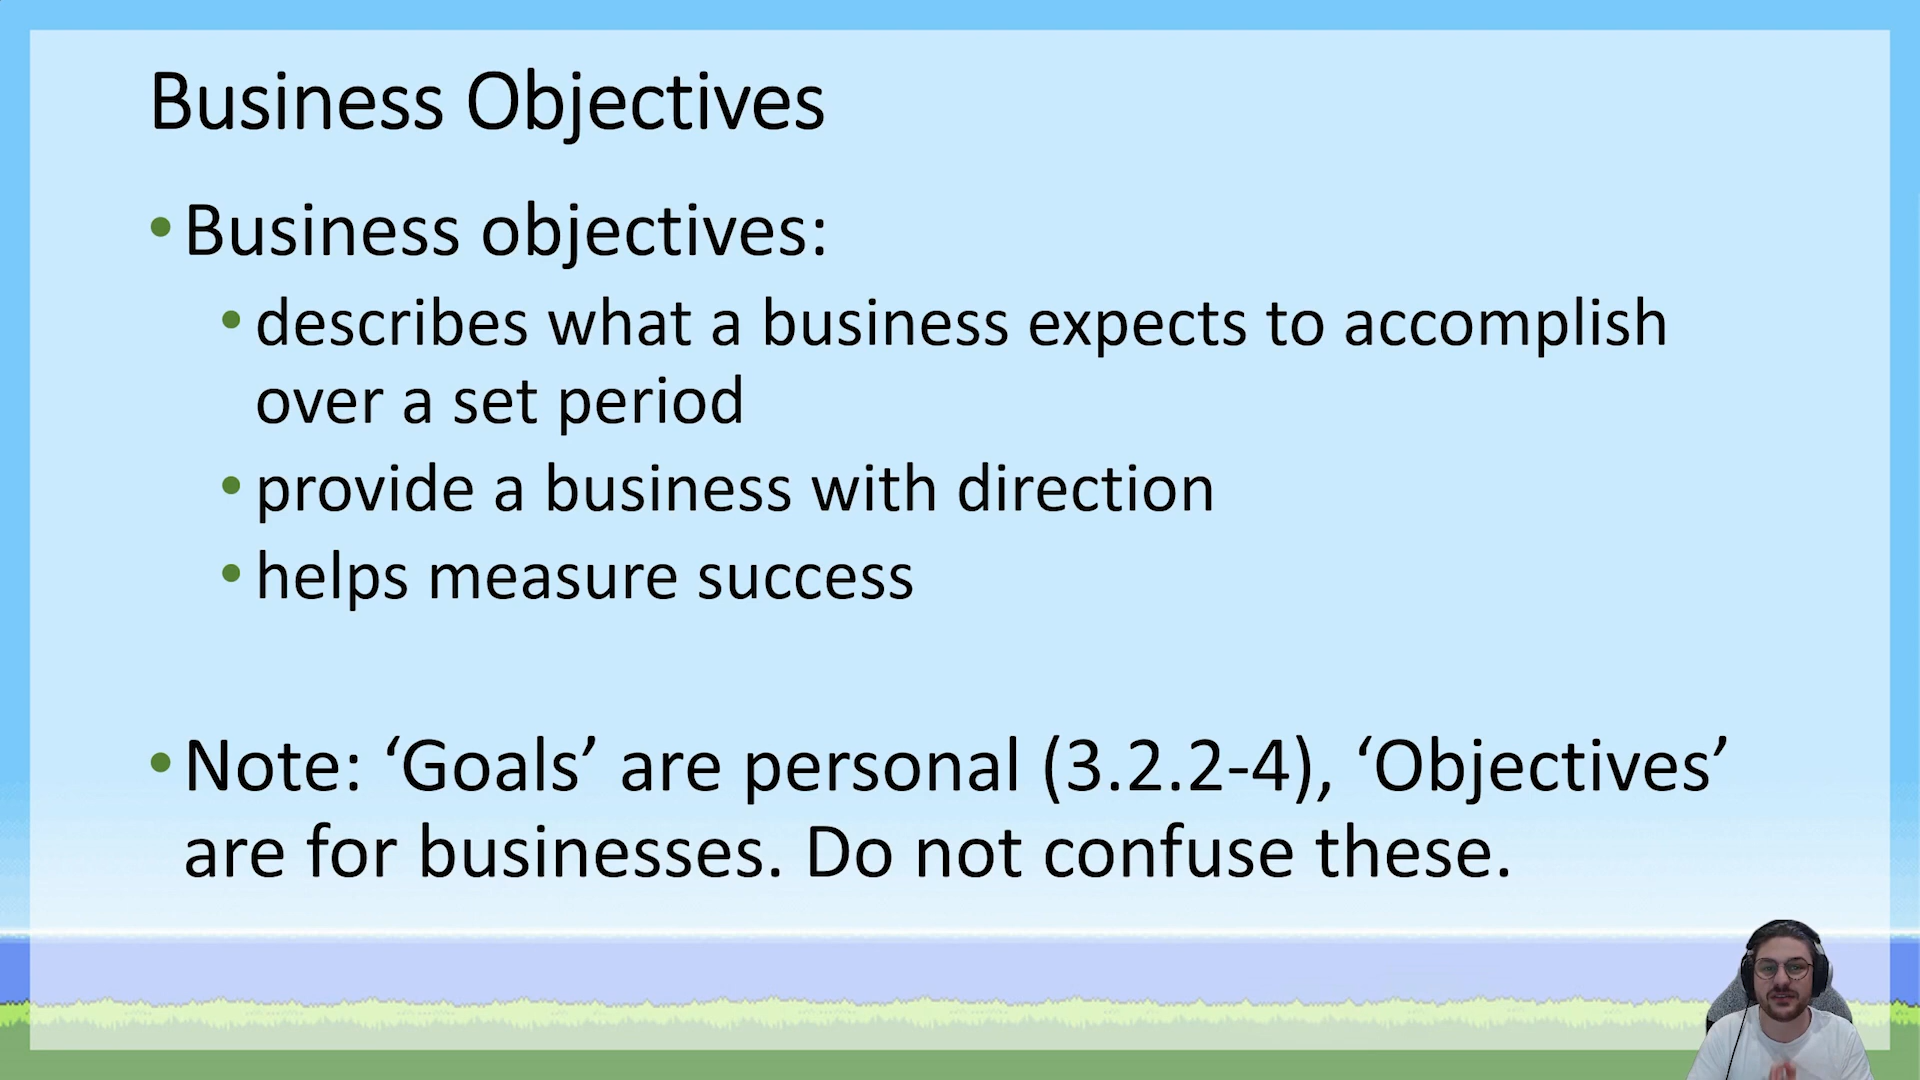 Business Objectives
• Business objectives:
• describes what a business expects to accomplish
over a set period
• provide a business with direction
• helps measure success
• Note: ‘Goals’ are personal (3.2.2-4), ‘Objectives’
are for businesses. Do not confuse these.